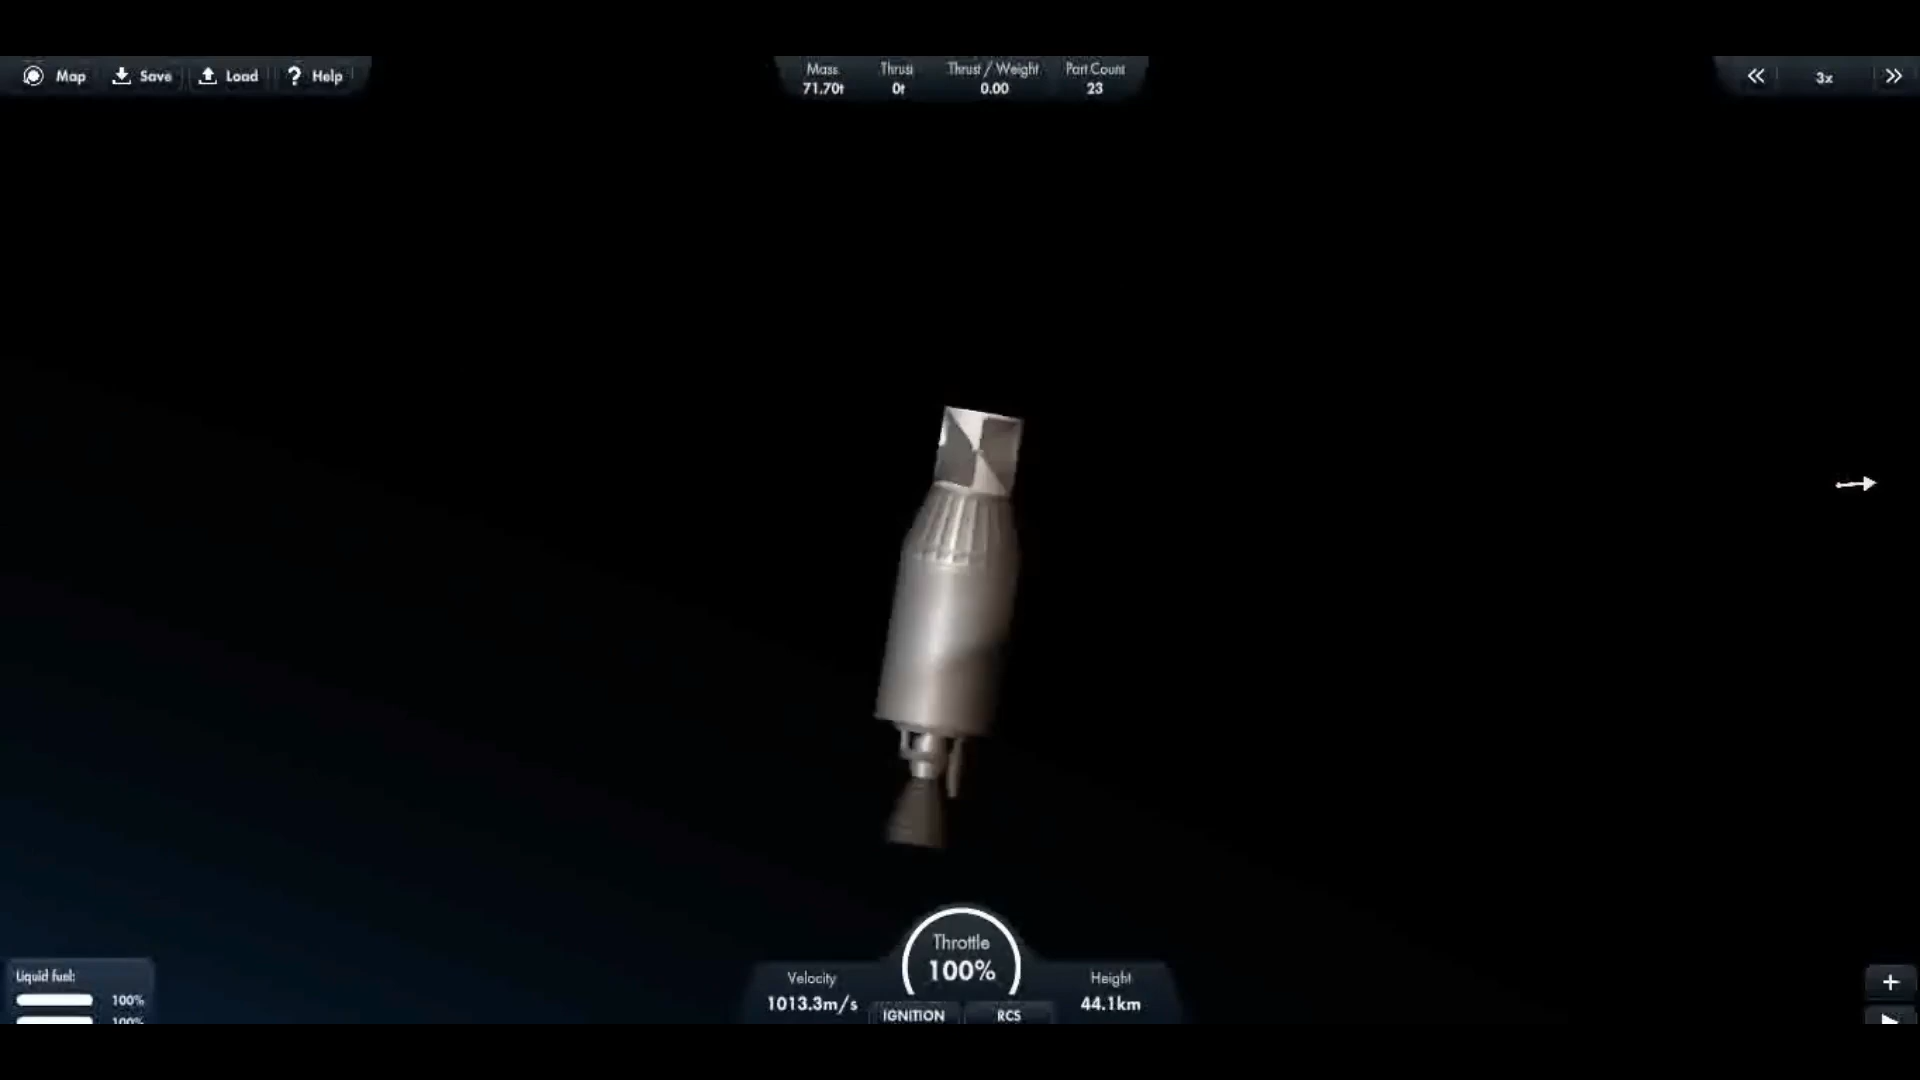 Map Save Load ? Help
Mass Thrust Thrust / Weight Part Count
71.70t 0t 0.00 23
3x
Throttle
100%
Velocity
1013.3m/s
Height
44.1km
IGNITION RCS
Liquid fuel:
100%
100%